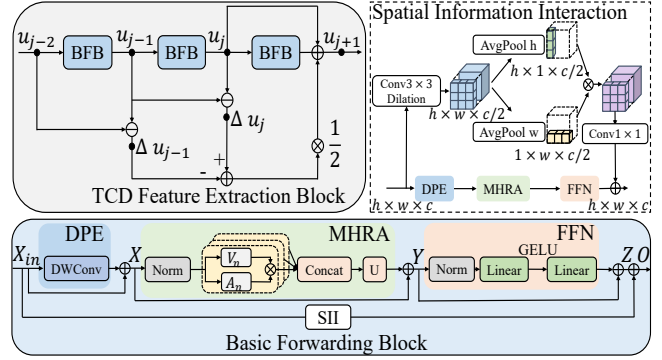 u_{j-2}
BFB
u_{j-1}
BFB
u_j
BFB
u_{j+1}
Δ u_j
Δ u_{j-1}
+
-
1/2
TCD Feature Extraction Block
Spatial Information Interaction
AvgPool h
h × 1 × c/2
Conv3 × 3
Dilation
h × w × c/2
AvgPool w
1 × w × c/2
Conv1 × 1
DPE
MHRA
FFN
h × w × c
h × w × c
DPE
MHRA
FFN
X_{in}
DWConv
X
Norm
V_n
A_n
Concat
U
Y
Norm
Linear
GELU
Linear
Z
O
SII
Basic Forwarding Block